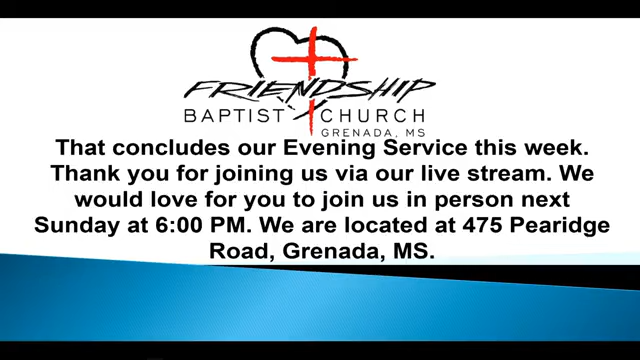 FRIENDSHIP
BAPTIST CHURCH
GRENADA, MS
That concludes our Evening Service this week.
Thank you for joining us via our live stream. We
would love for you to join us in person next
Sunday at 6:00 PM. We are located at 475 Pearidge
Road, Grenada, MS.